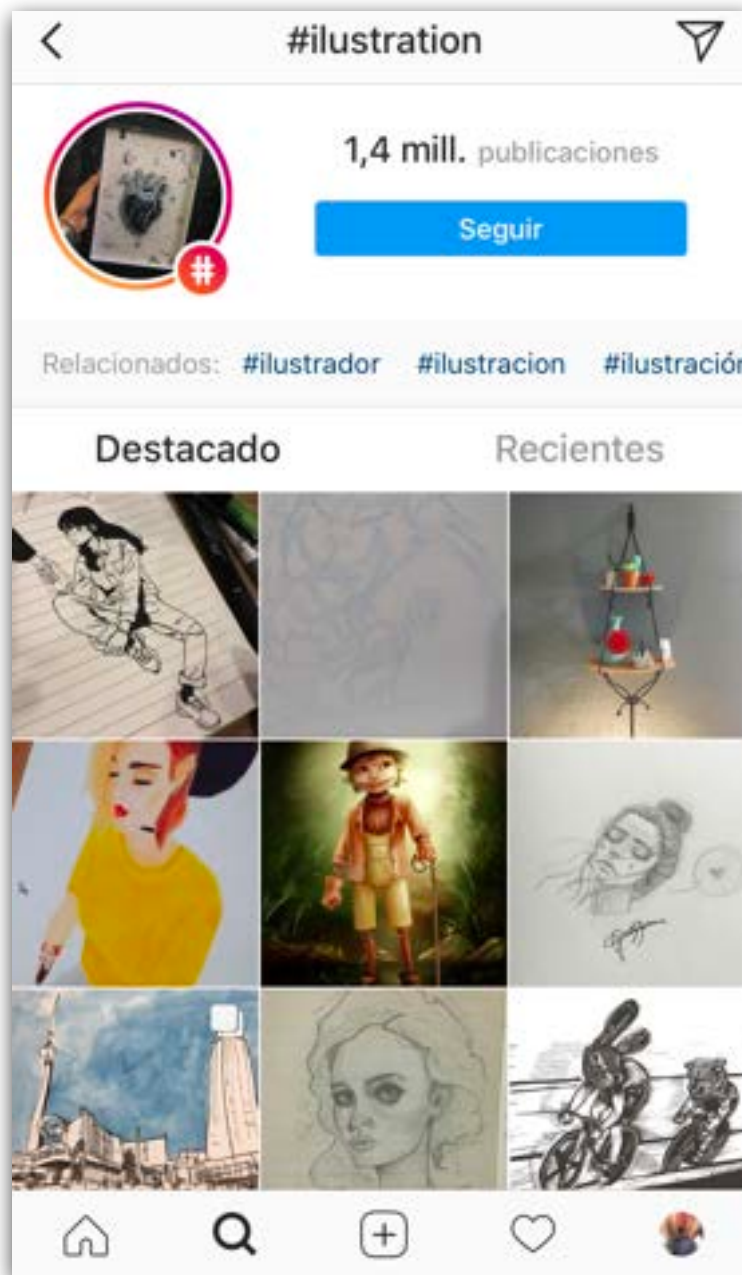 #ilustration
1,4 mill. publicaciones
Seguir
Relacionados: #ilustrador #ilustracion #ilustración
Destacado Recientes